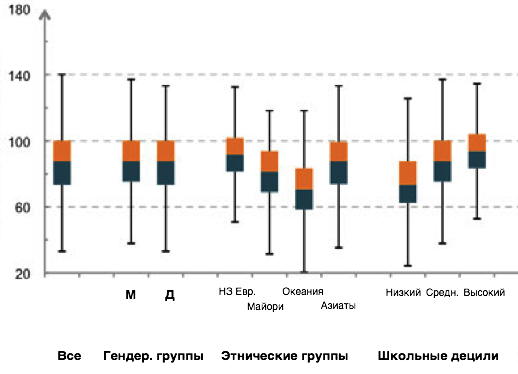 180
140
100
60
20
М Д
НЗ Евр. Океания Низкий Средн. Высокий
Майори Азиаты
Все Гендер. группы Этнические группы Школьные децили